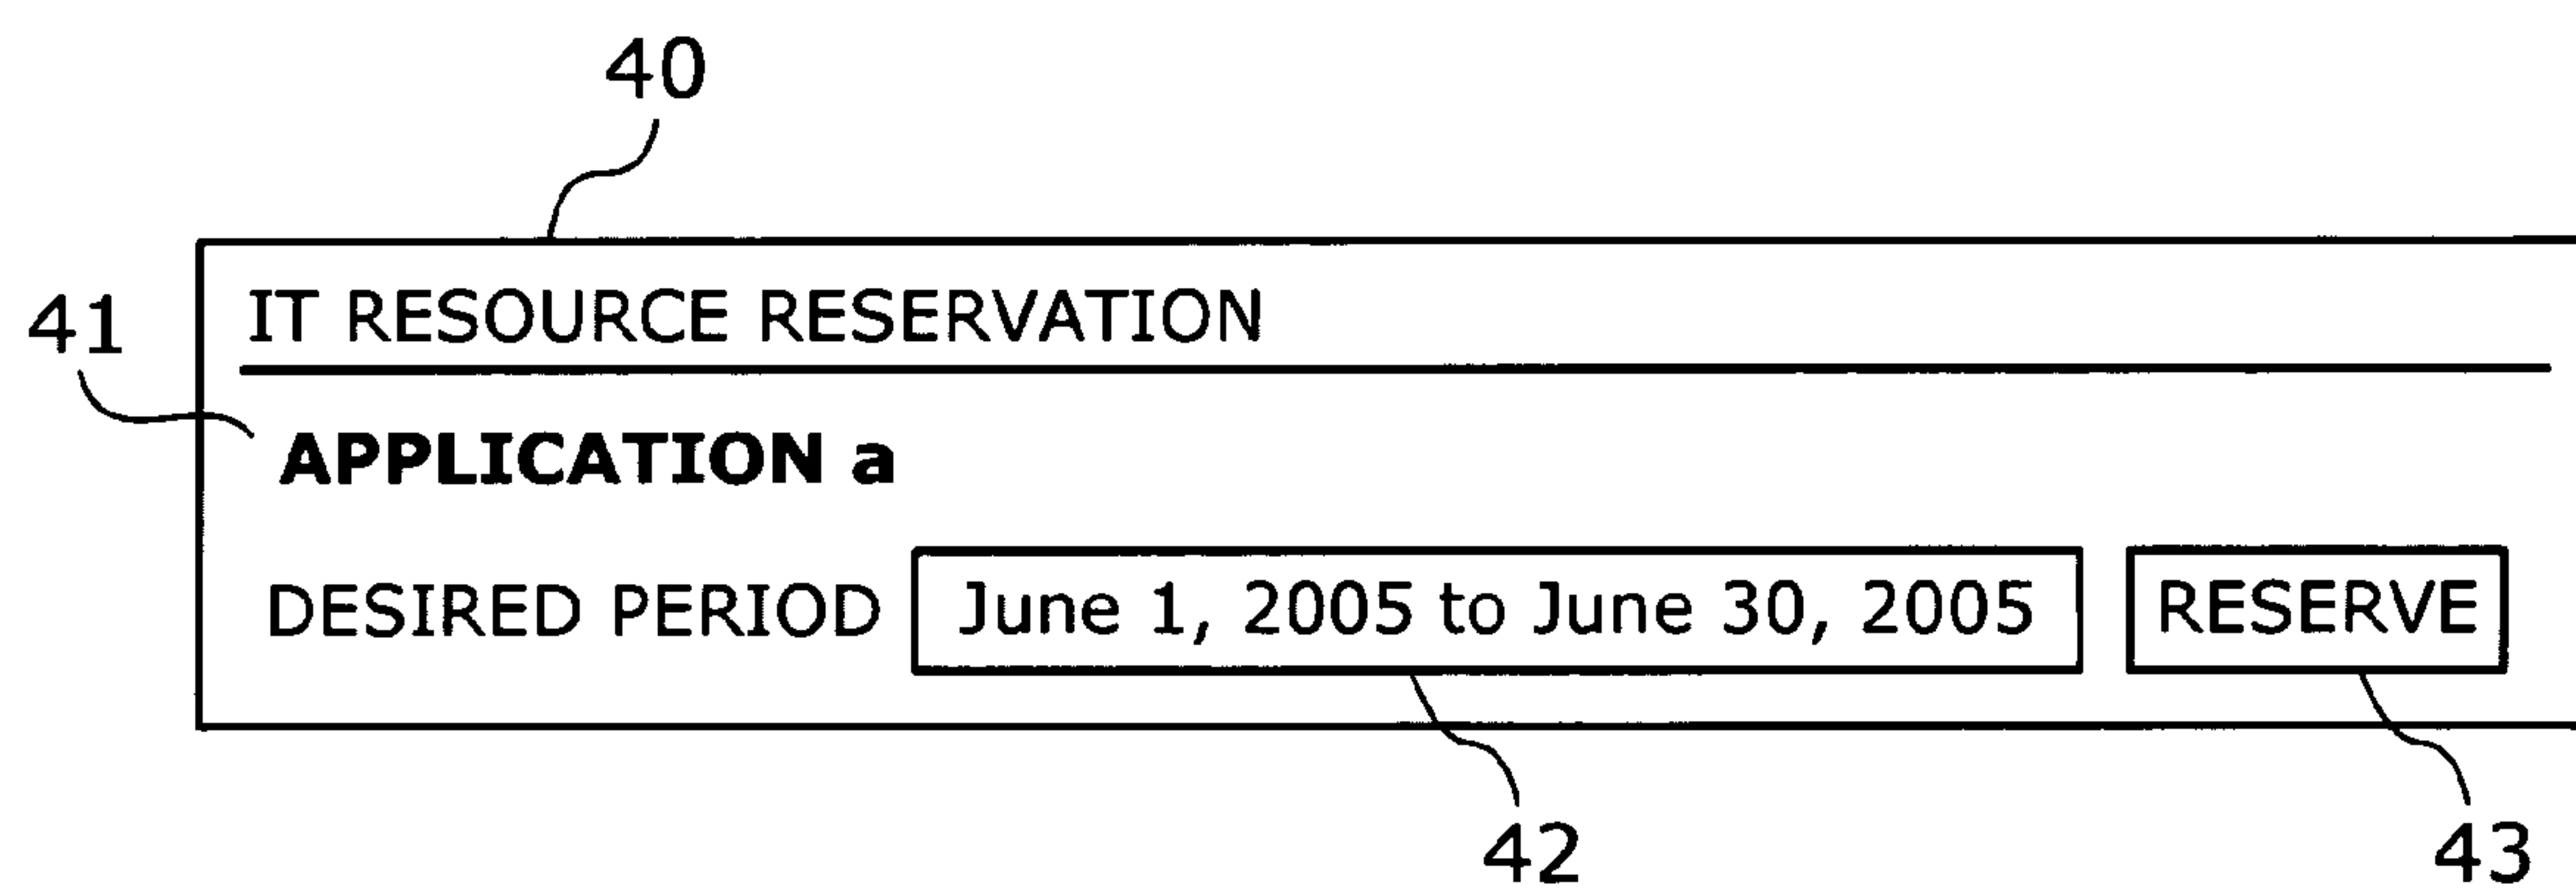 40
IT RESOURCE RESERVATION
41
APPLICATION a
DESIRED PERIOD June 1, 2005 to June 30, 2005 RESERVE
42 43